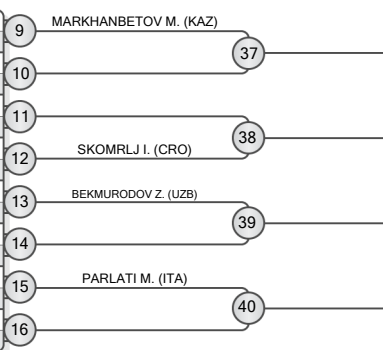 9 MARKHANBETOV M. (KAZ)
37
10
11
38
12 SKOMRLJ I. (CRO)
13 BEKMURODOV Z. (UZB)
39
14
15 PARLATI M. (ITA)
40
16